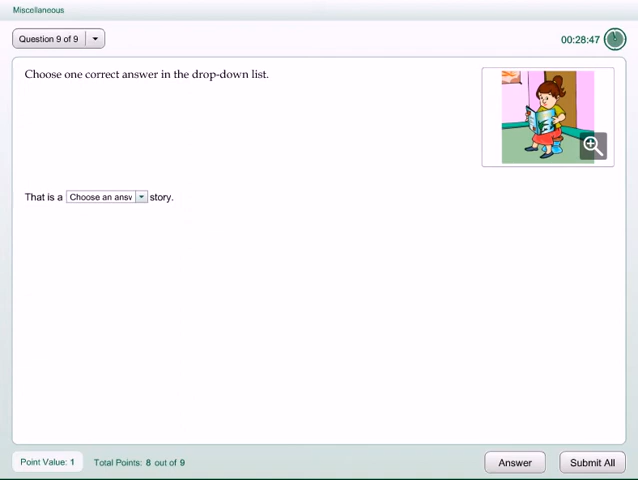 Miscellaneous
Question 9 of 9
00:28:47
Choose one correct answer in the drop-down list.
That is a Choose an answ story.
Point Value: 1 Total Points: 8 out of 9
Answer Submit All